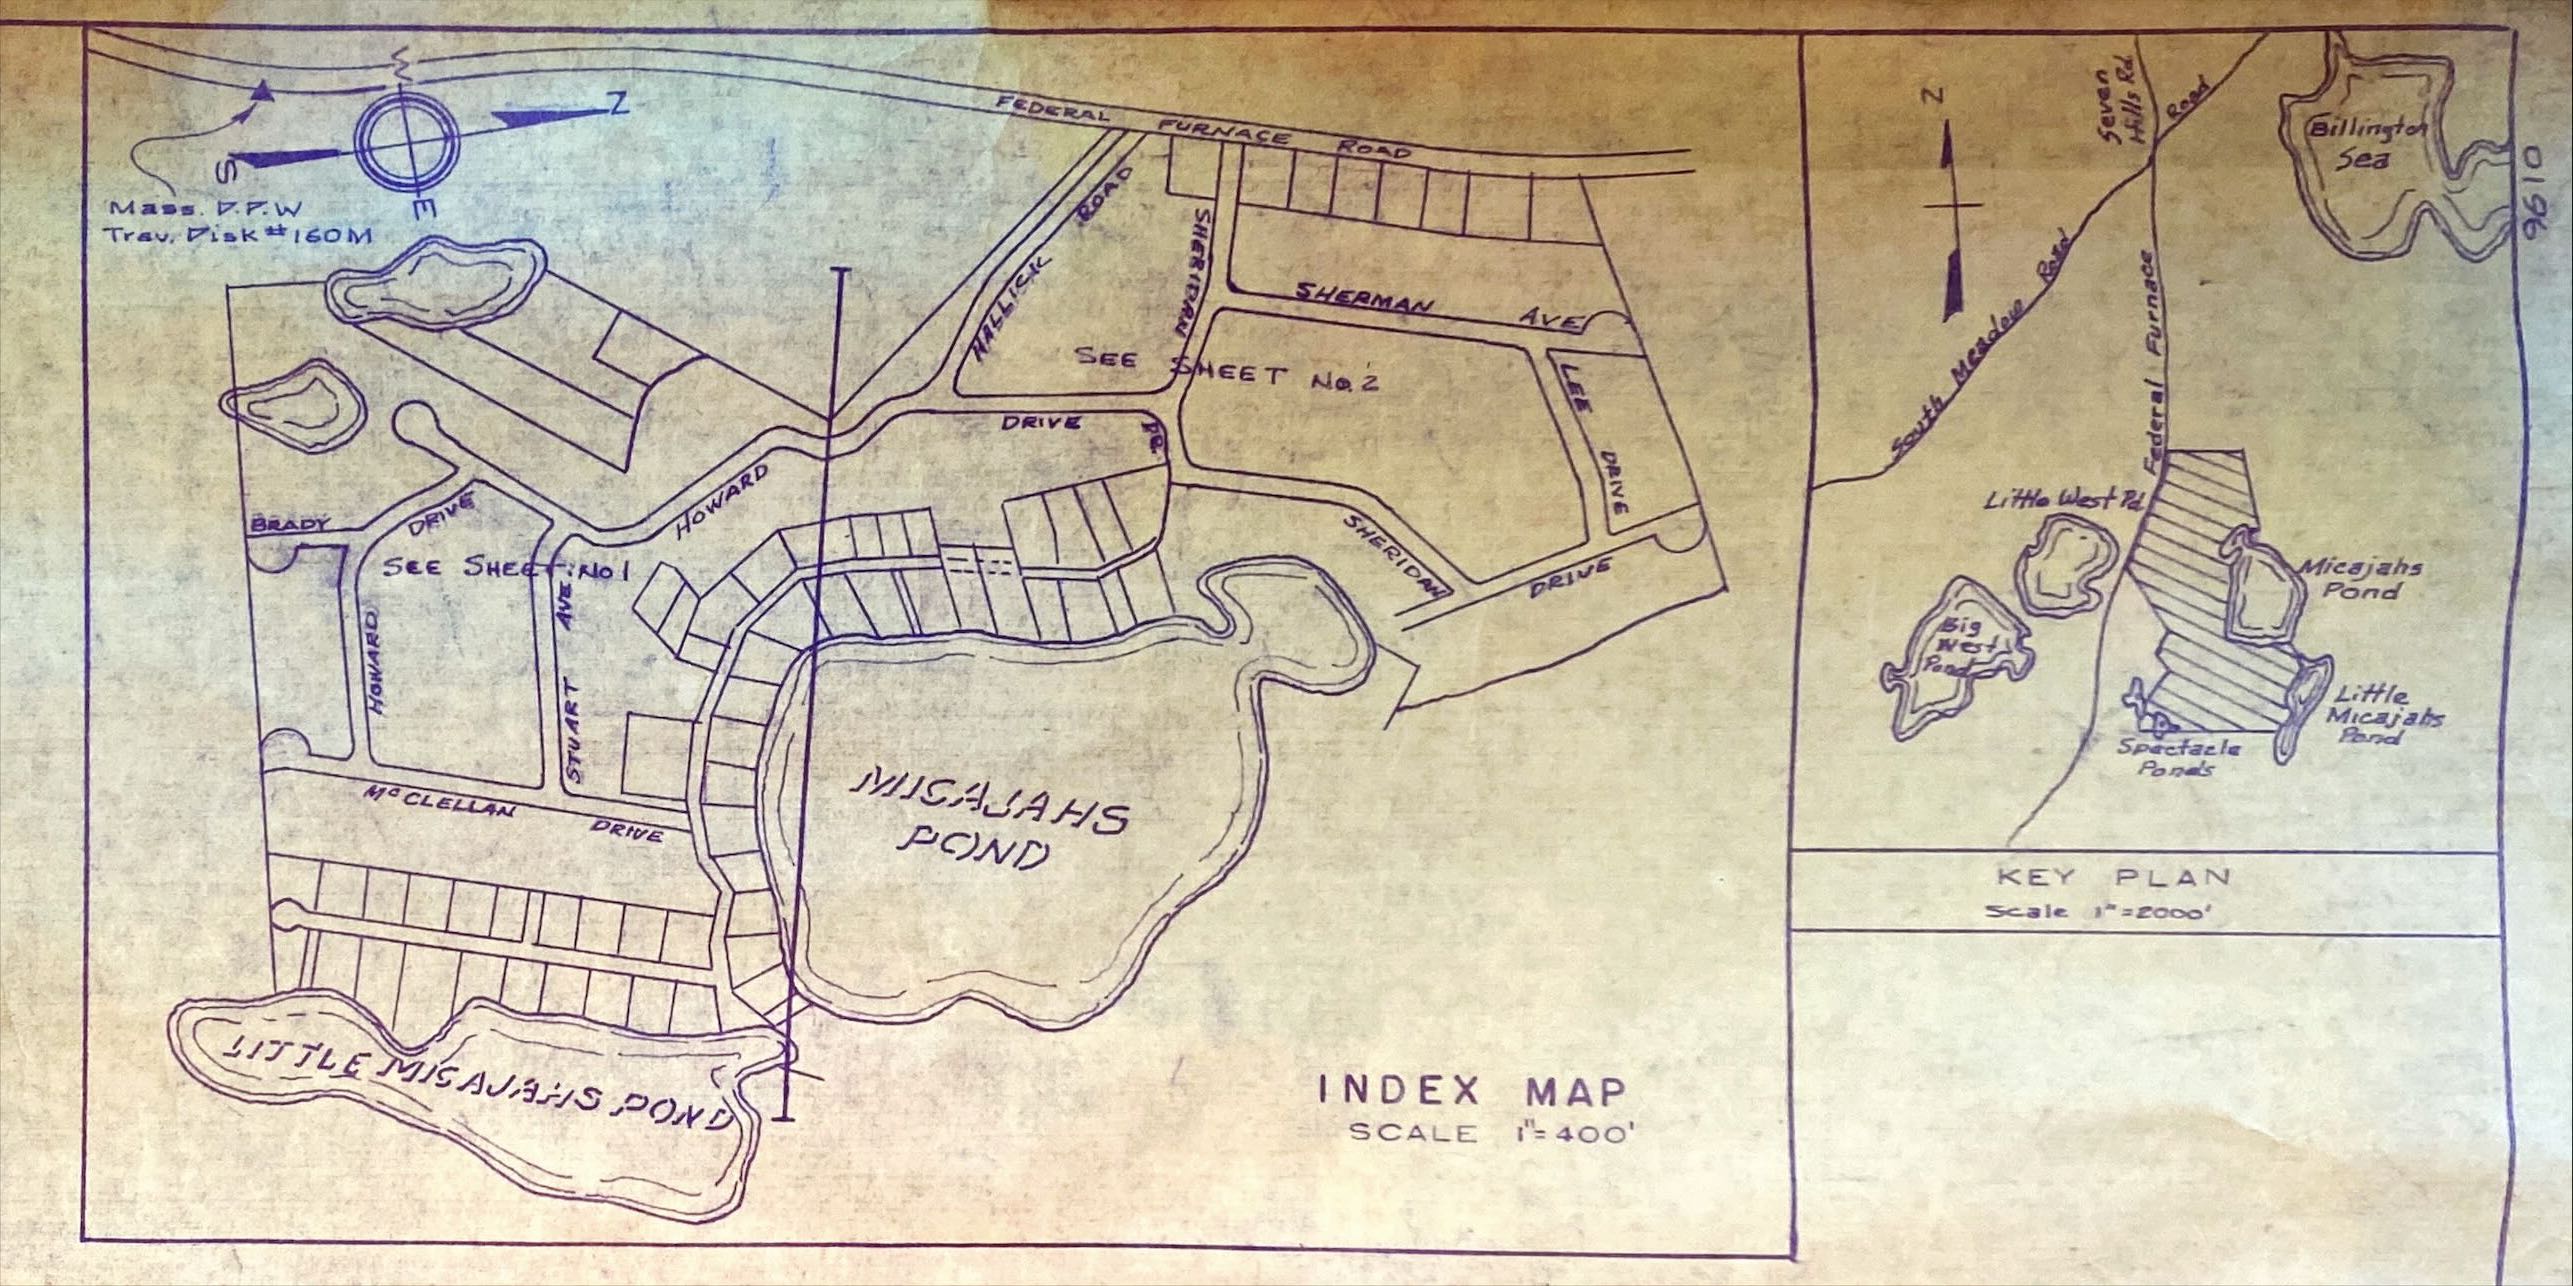 FEDERAL FURNACE ROAD
N
S
E
Mass. D.P.W
Trav. Disk #160M
HALLICK ROAD
SHERIDAN
DR.
SHERMAN AVE
SEE SHEET No. 2
LEE DRIVE
DRIVE
HOWARD
BRADY
DRIVE
SEE SHEET No 1
HOWARD
STUART AVE
SHERIDAN
DRIVE
McCLELLAN DRIVE
MICAJAHS
POND
LITTLE MICAJAHS POND
INDEX MAP
SCALE 1"=400'
N
Seven
Hills Rd.
Road
Billington
Sea
0196
South Meadow Road
Federal Furnace
Little West Pd.
Micajahs
Pond
Big
West
Pond
Little
Micajahs
Pond
Spectacle
Ponds
KEY PLAN
Scale 1"=2000'